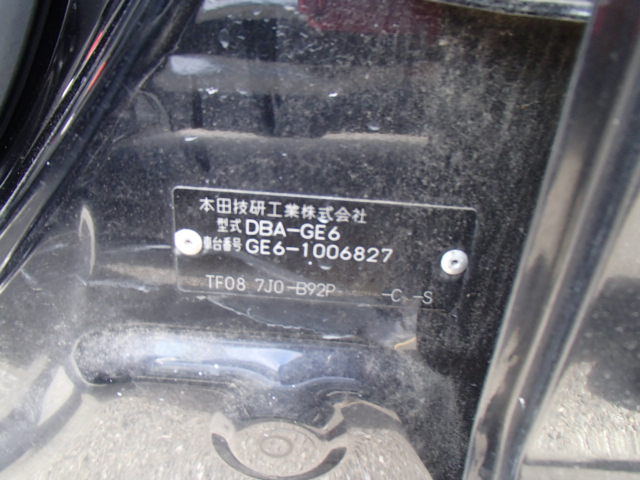 本田技研工業株式会社
型式 DBA-GE6
車台番号 GE6-1006827
TF08 7J0-B92P -C -S